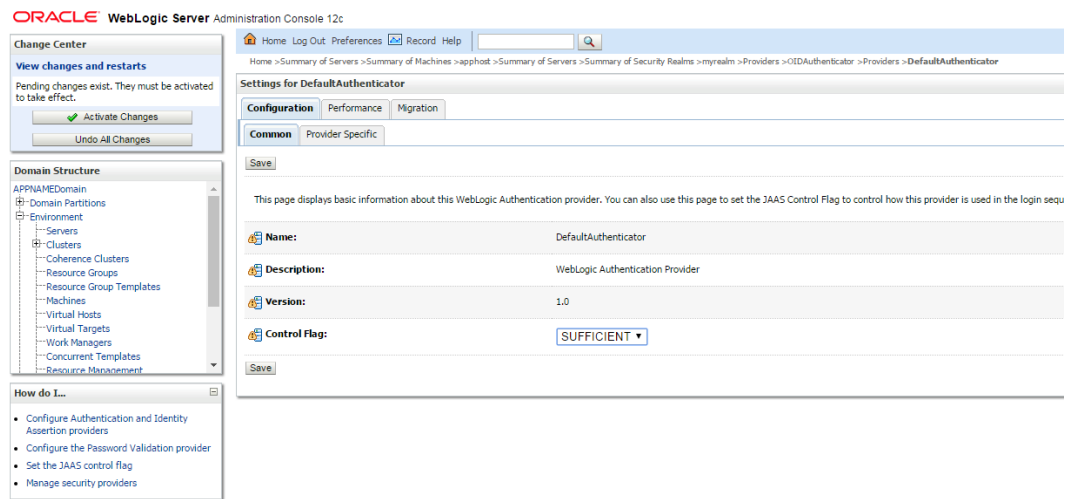 ORACLE WebLogic Server Administration Console 12c
Change Center
View changes and restarts
Pending changes exist. They must be activated
to take effect.
Activate Changes
Undo All Changes
Domain Structure
APPNAMEDomain
Domain Partitions
Environment
Servers
Clusters
Coherence Clusters
Resource Groups
Resource Group Templates
Machines
Virtual Hosts
Virtual Targets
Work Managers
Concurrent Templates
Resource Management
How do I...
Configure Authentication and Identity
Assertion providers
Configure the Password Validation provider
Set the JAAS control flag
Manage security providers
Home Log Out Preferences Record Help
Home >Summary of Servers >Summary of Machines >apphost >Summary of Servers >Summary of Security Realms >myrealm >Providers >OIDAuthenticator >Providers >DefaultAuthenticator
Settings for DefaultAuthenticator
Configuration Performance Migration
Common Provider Specific
Save
This page displays basic information about this WebLogic Authentication provider. You can also use this page to set the JAAS Control Flag to control how this provider is used in the login sequ
Name: DefaultAuthenticator
Description: WebLogic Authentication Provider
Version: 1.0
Control Flag: SUFFICIENT
Save